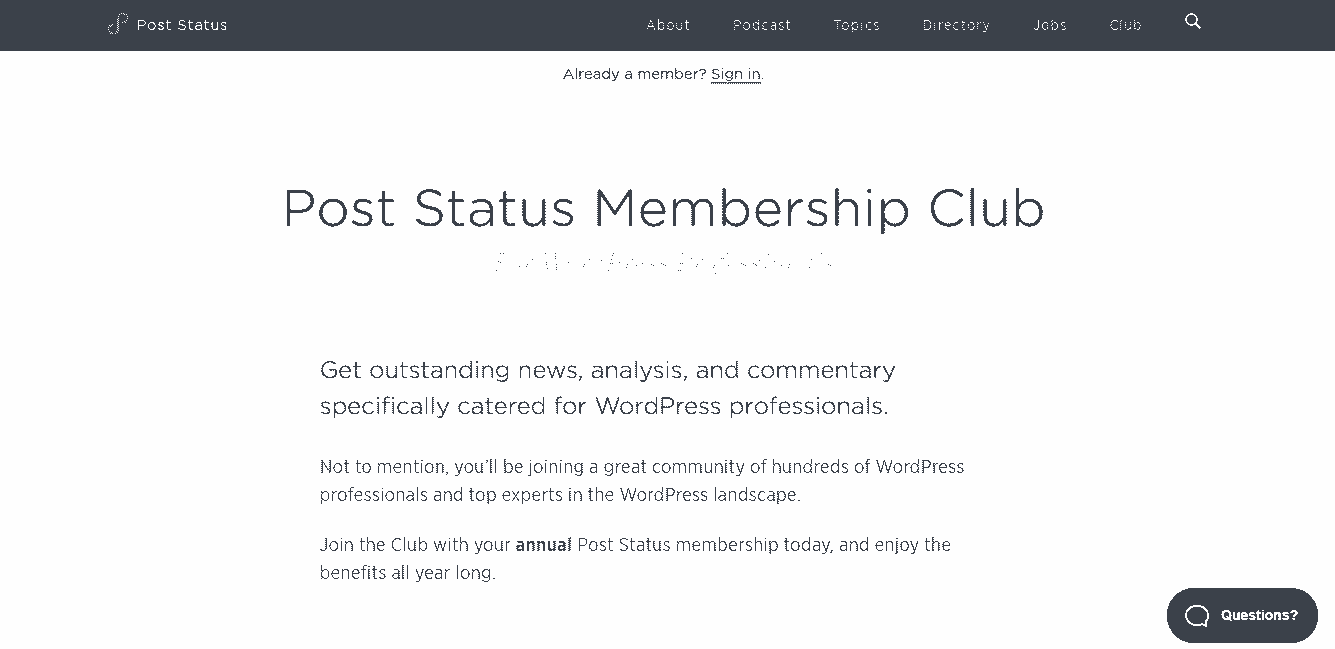 Post Status
About Podcast Topics Directory Jobs Club
Already a member? Sign in.
Post Status Membership Club
Get outstanding news, analysis, and commentary
specifically catered for WordPress professionals.
Not to mention, you'll be joining a great community of hundreds of WordPress
professionals and top experts in the WordPress landscape.
Join the Club with your annual Post Status membership today, and enjoy the
benefits all year long.
Questions?